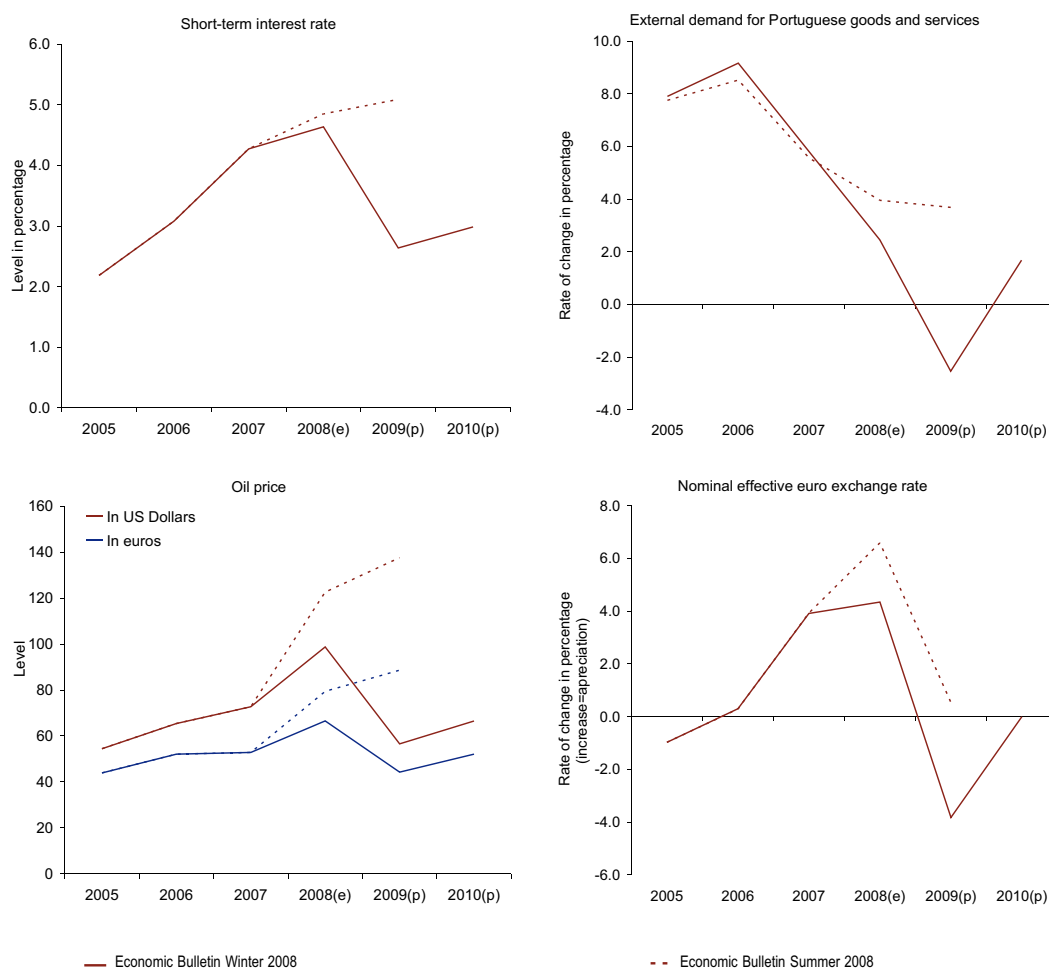 Short-term interest rate
6.0
5.0
4.0
3.0
2.0
1.0
0.0
Level in percentage
2005 2006 2007 2008(e) 2009(p) 2010(p)
External demand for Portuguese goods and services
10.0
8.0
6.0
4.0
2.0
0.0
-2.0
-4.0
Rate of change in percentage
2005 2006 2007 2008(e) 2009(p) 2010(p)
Oil price
160
140
120
100
80
60
40
20
0
Level
In US Dollars
In euros
2005 2006 2007 2008(e) 2009(p) 2010(p)
Nominal effective euro exchange rate
8.0
6.0
4.0
2.0
0.0
-2.0
-4.0
-6.0
Rate of change in percentage
(increase=apreciation)
2005 2006 2007 2008(e) 2009(p) 2010(p)
Economic Bulletin Winter 2008
Economic Bulletin Summer 2008